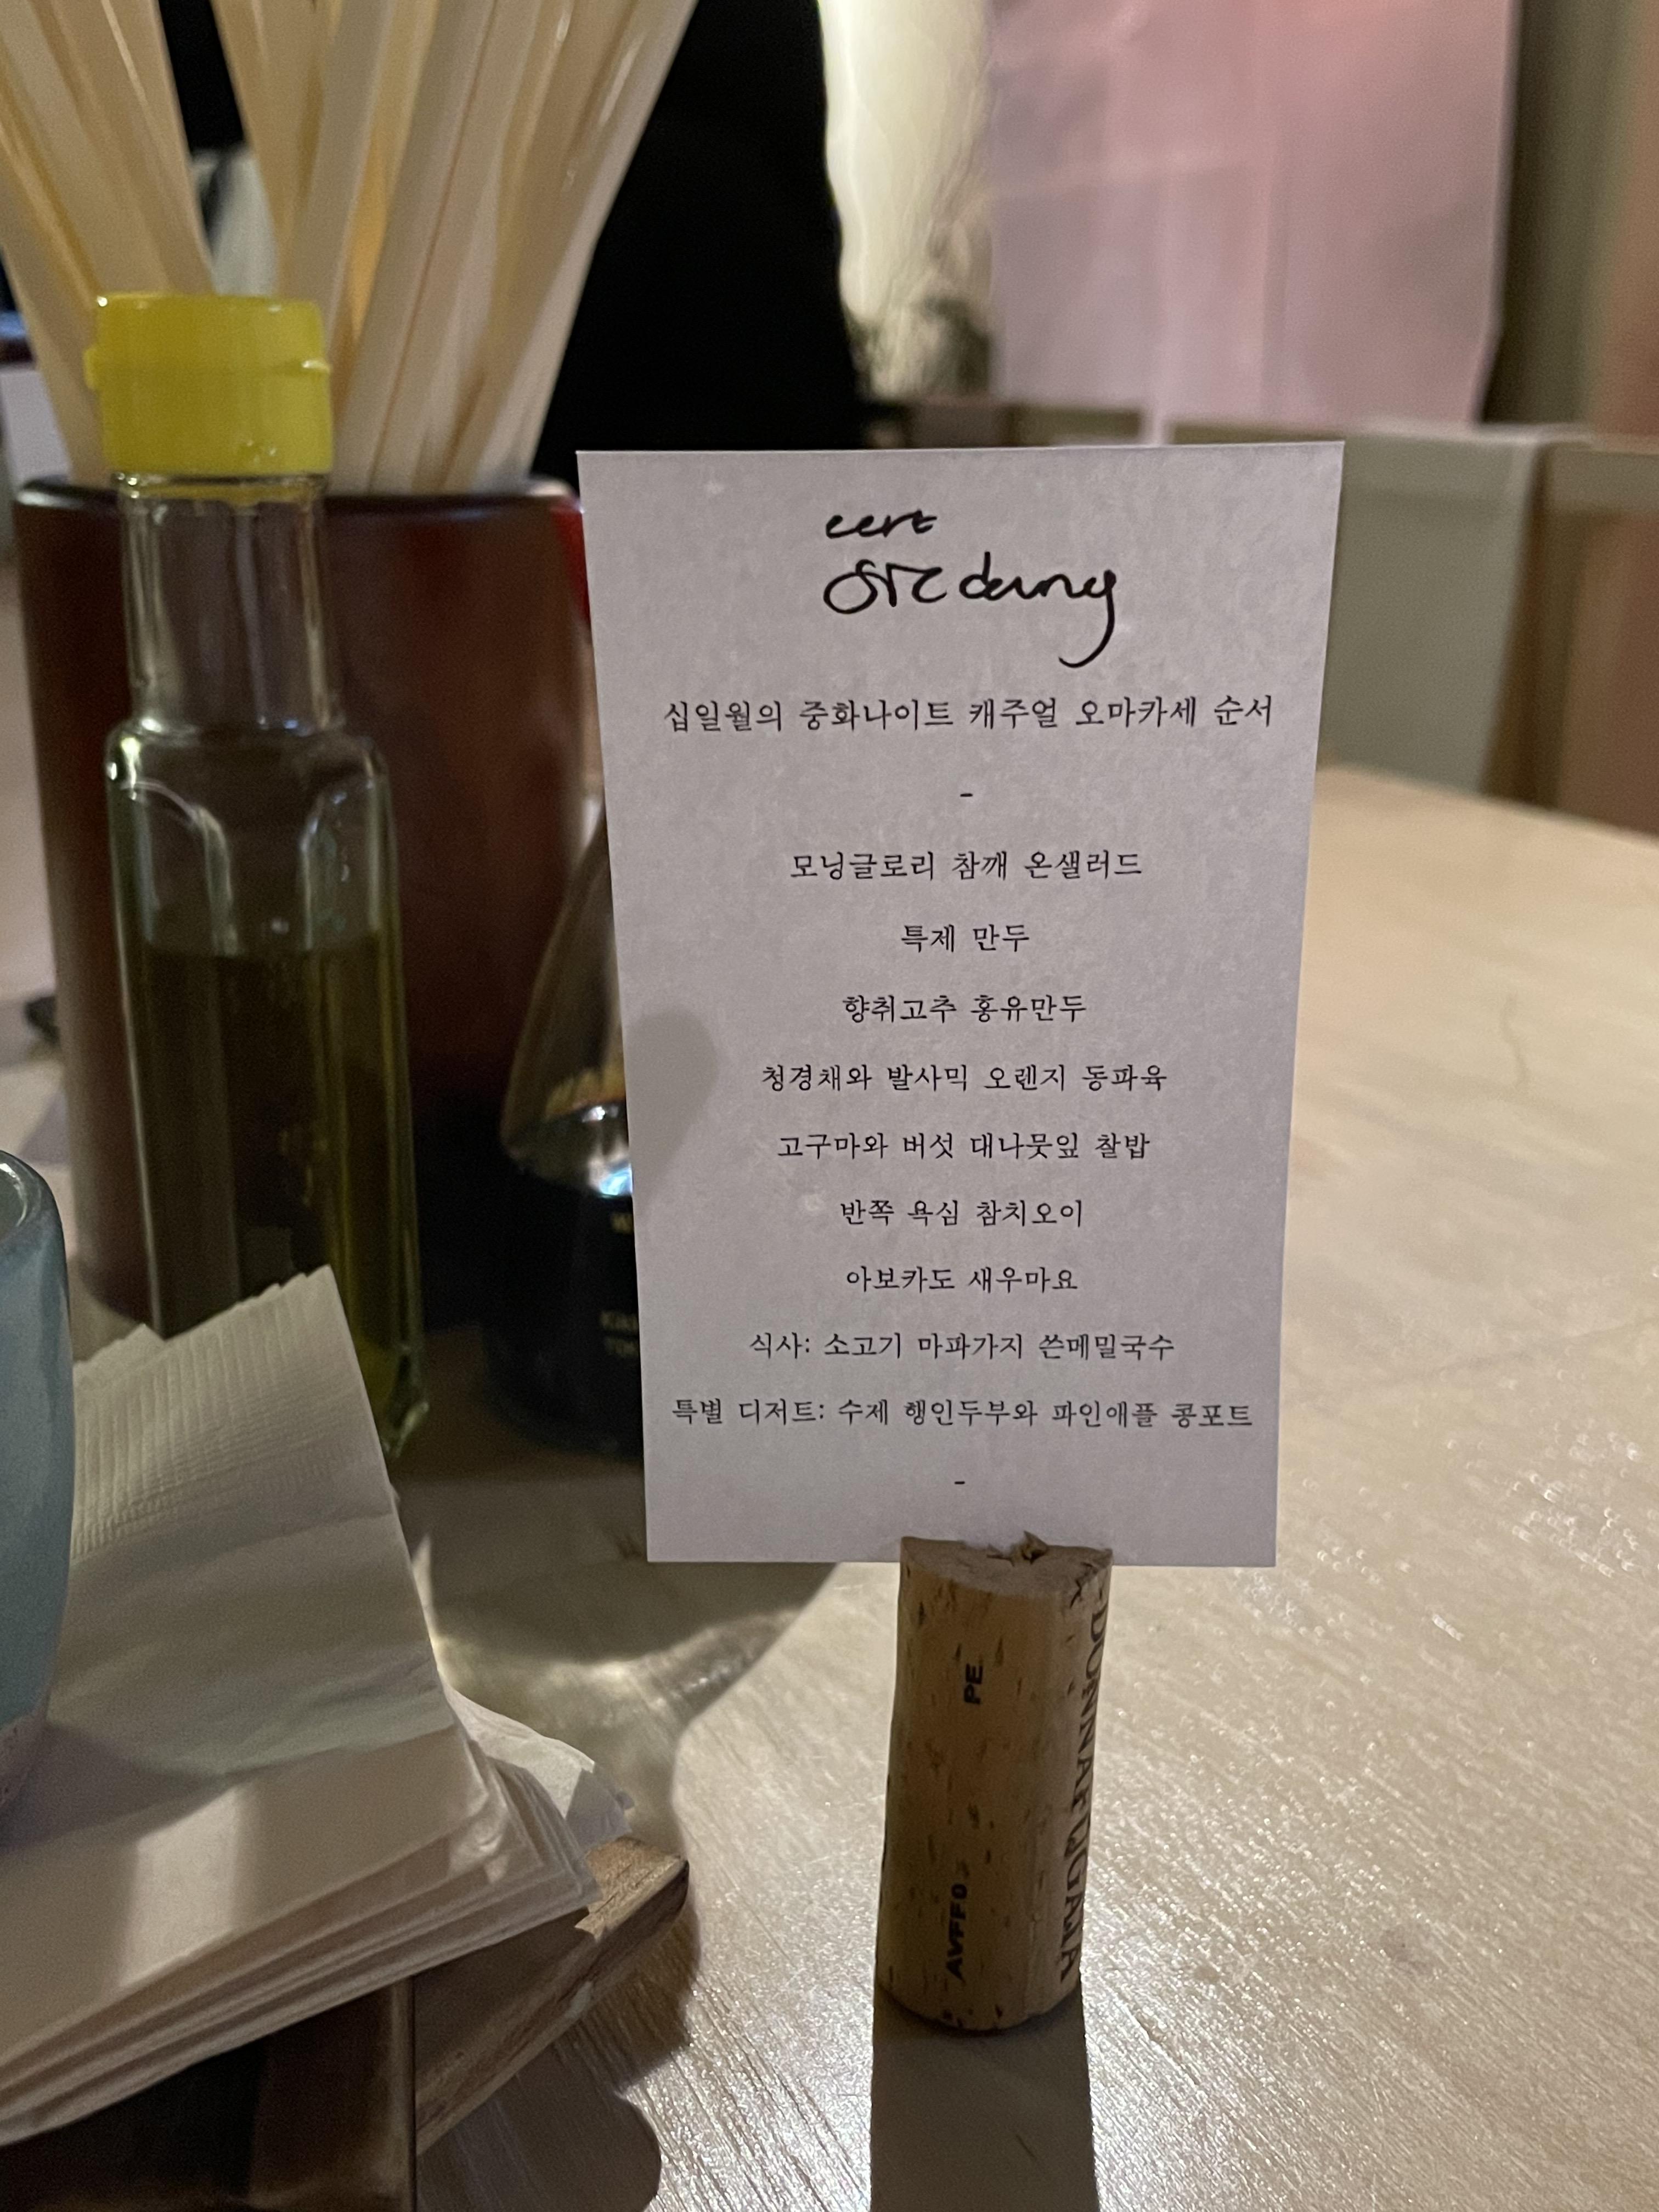 십일월의 중화나이트 캐주얼 오마카세 순서
-
모닝글로리 참깨 온샐러드
특제 만두
향취고추 홍유만두
청경채와 발사믹 오렌지 동파육
고구마와 버섯 대나뭇잎 찰밥
반쪽 욕심 참치오이
아보카도 새우마요
식사: 소고기 마파가지 쓴메밀국수
특별 디저트: 수제 행인두부와 파인애플 콩포트
-
PE
DONNAFUGATA